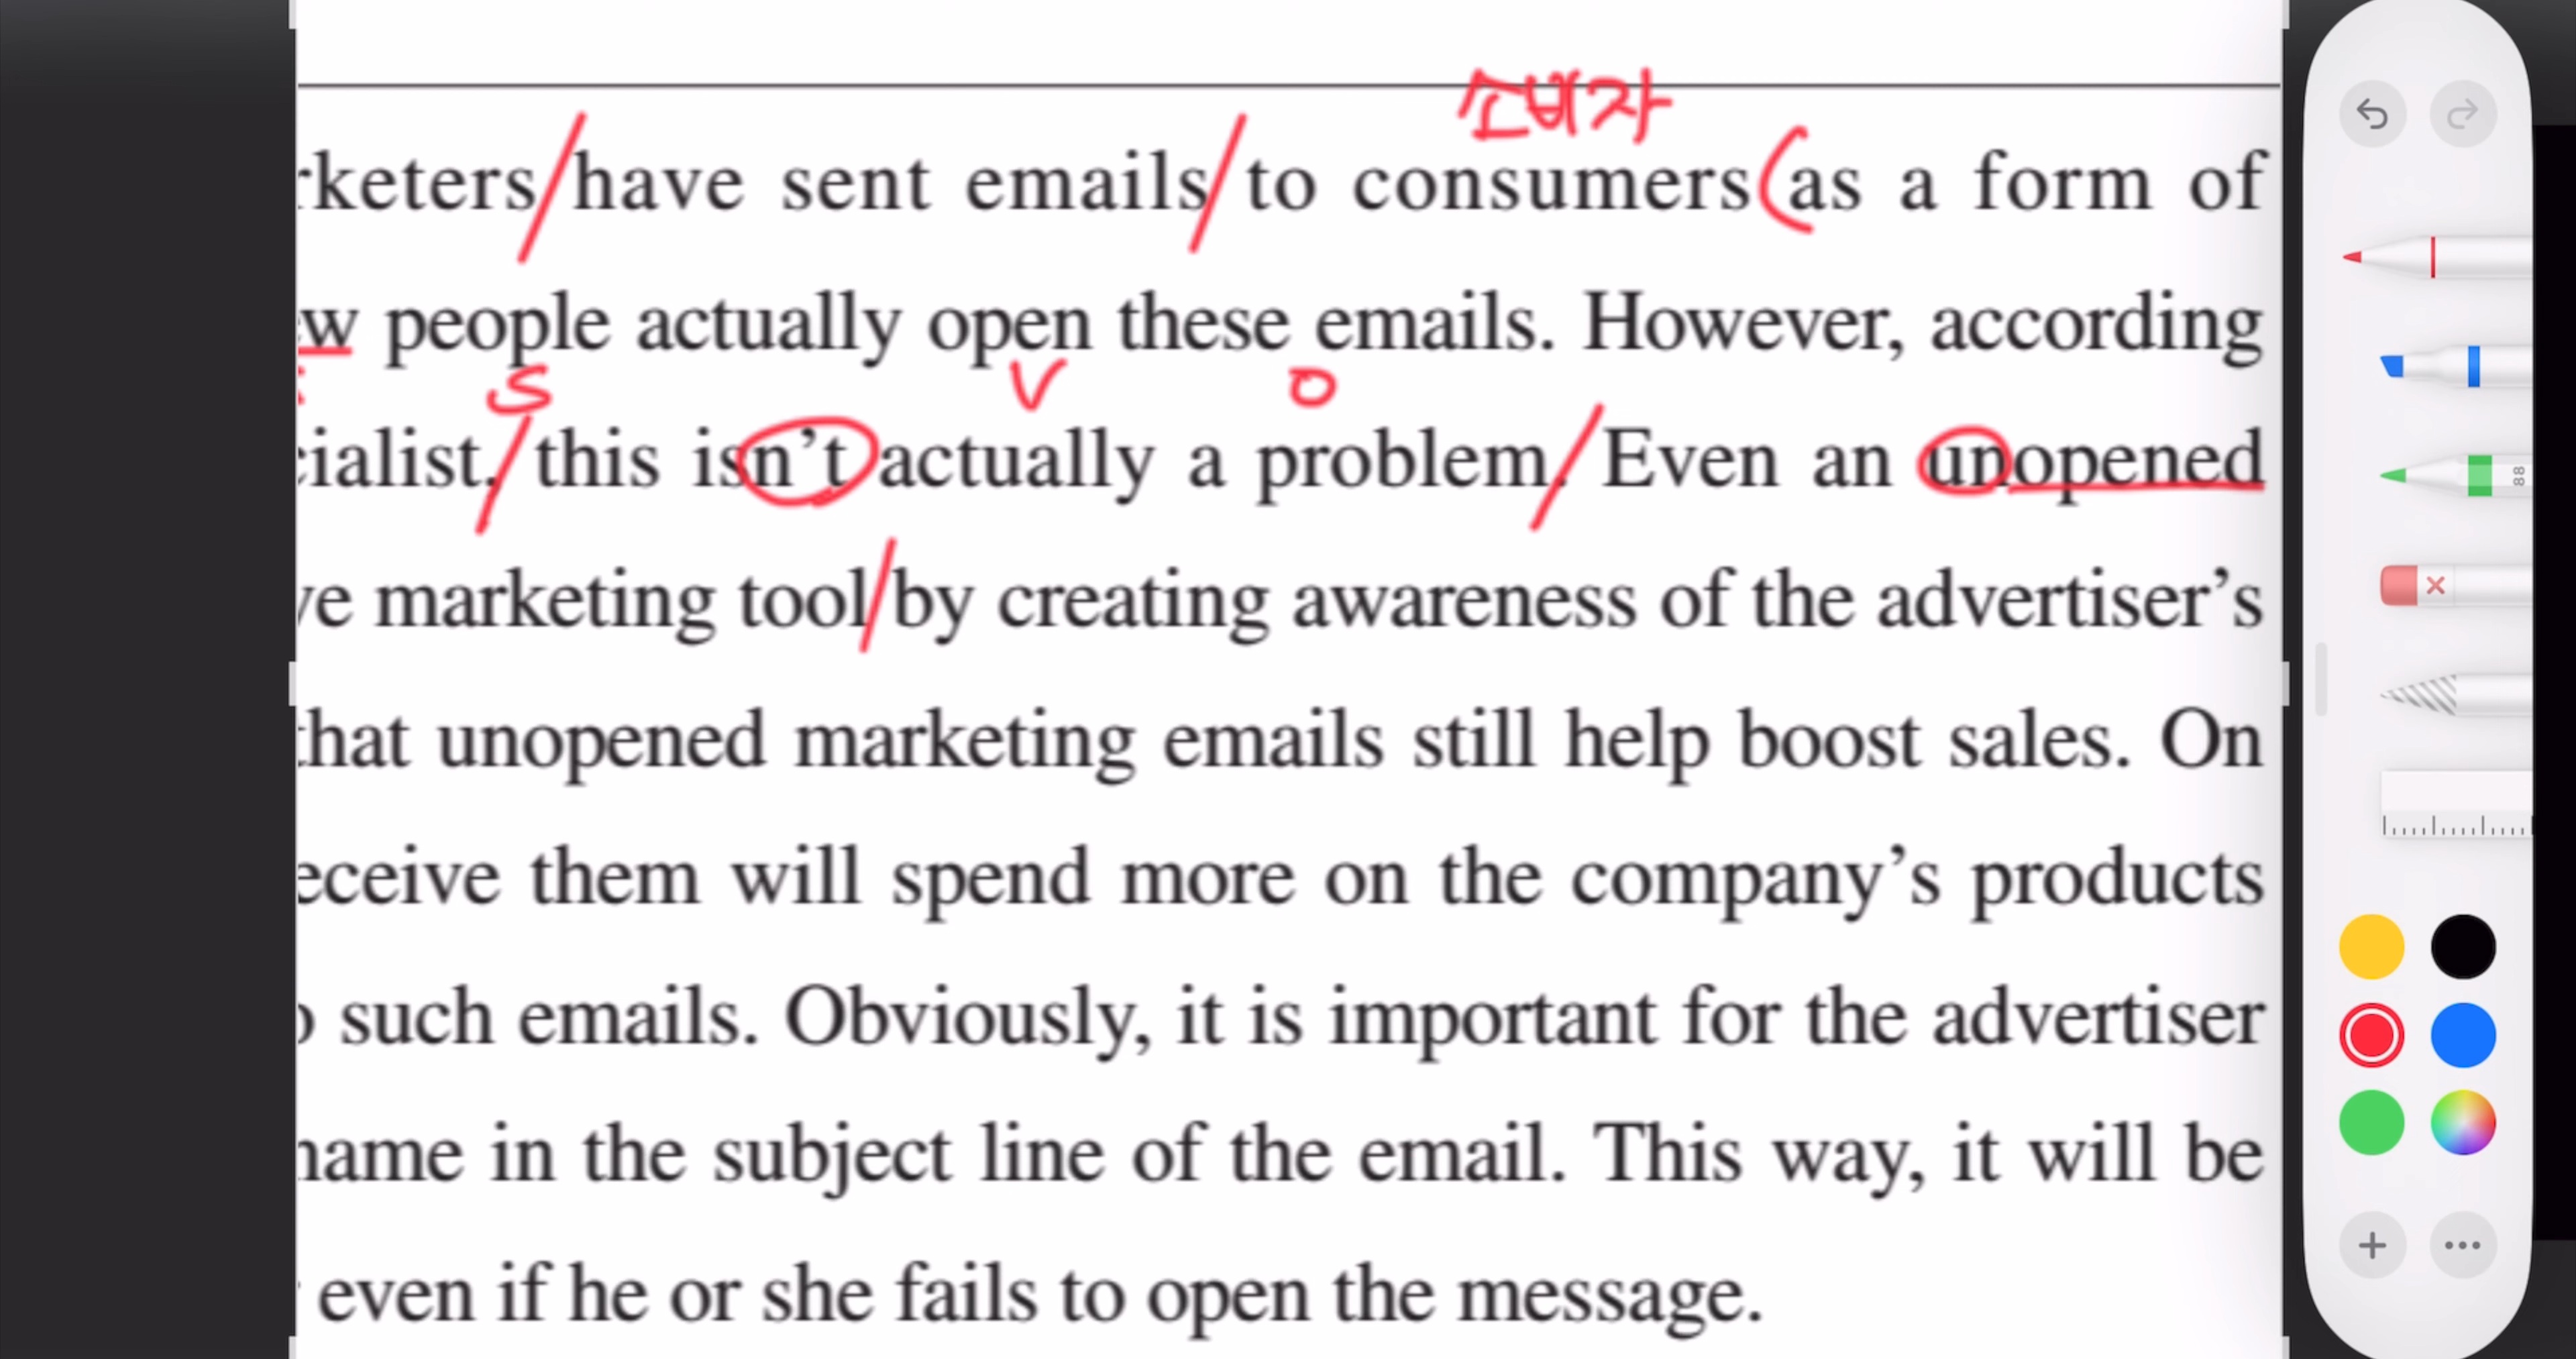 소비자
rketers have sent emails to consumers as a form of
people actually open these emails. However, according
S V O
cialist, this isn't actually a problem. Even an unopened
ve marketing tool by creating awareness of the advertiser's
that unopened marketing emails still help boost sales. On
eceive them will spend more on the company's products
such emails. Obviously, it is important for the advertiser
name in the subject line of the email. This way, it will be
even if he or she fails to open the message.
88